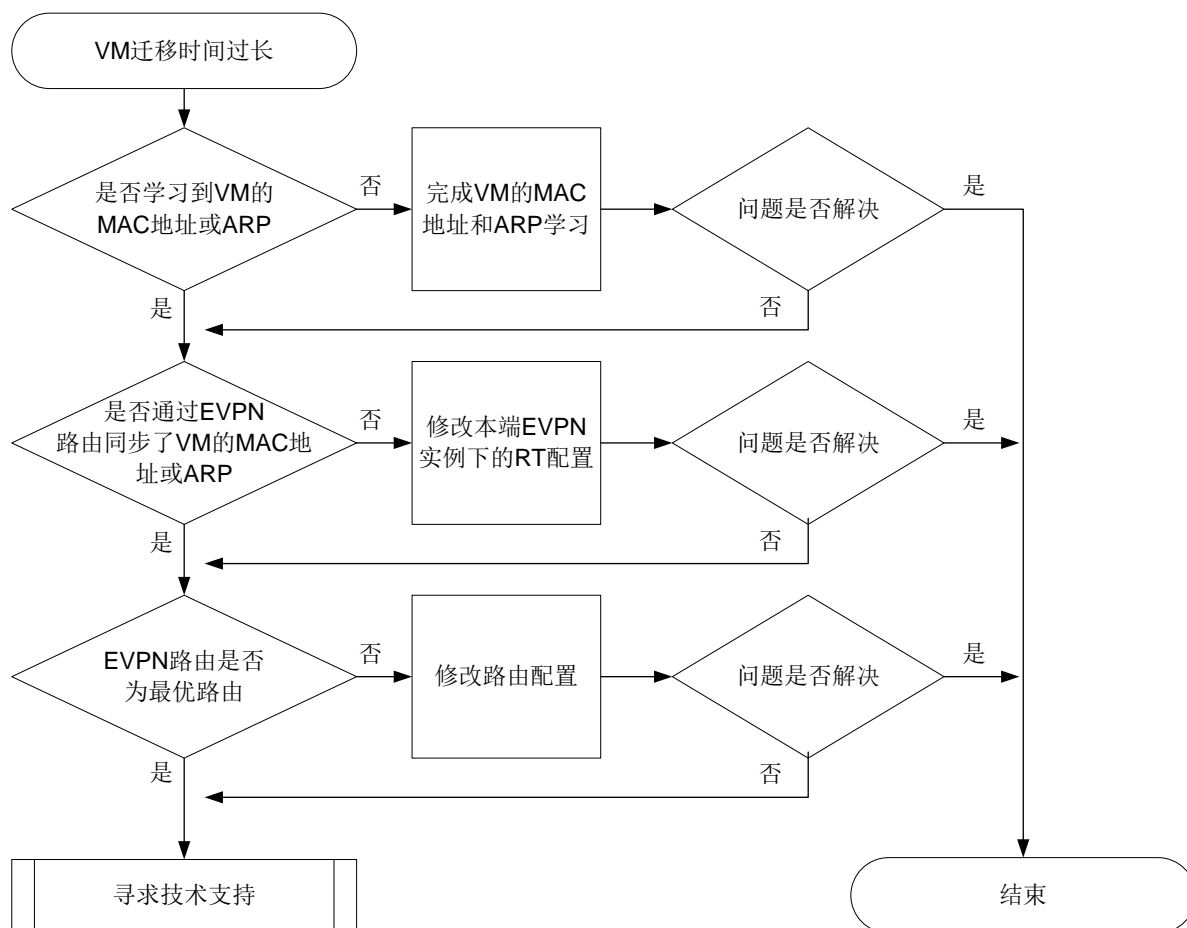 VM迁移时间过长
是否学习到VM的
MAC地址或ARP
否
完成VM的MAC
地址和ARP学习
问题是否解决
是
是
否
是否通过EVPN
路由同步了VM的MAC地
址或ARP
否
修改本端EVPN
实例下的RT配置
问题是否解决
是
是
否
EVPN路由是否
为最优路由
否
修改路由配置
问题是否解决
是
是
否
寻求技术支持
结束